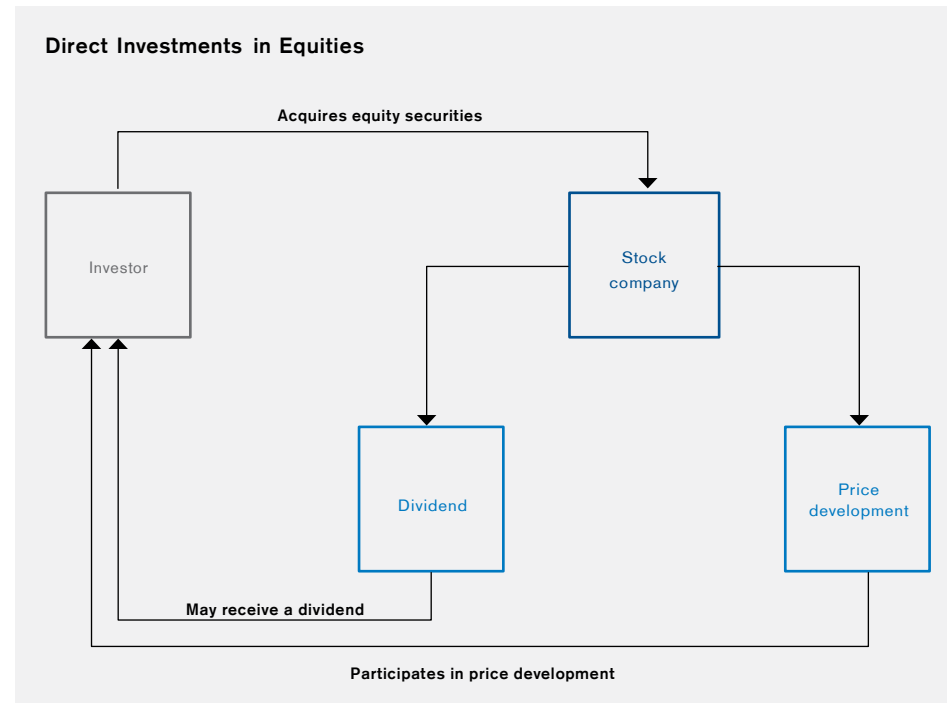 Direct Investments in Equities
Acquires equity securities
Investor
Stock
company
Dividend
Price
development
May receive a dividend
Participates in price development